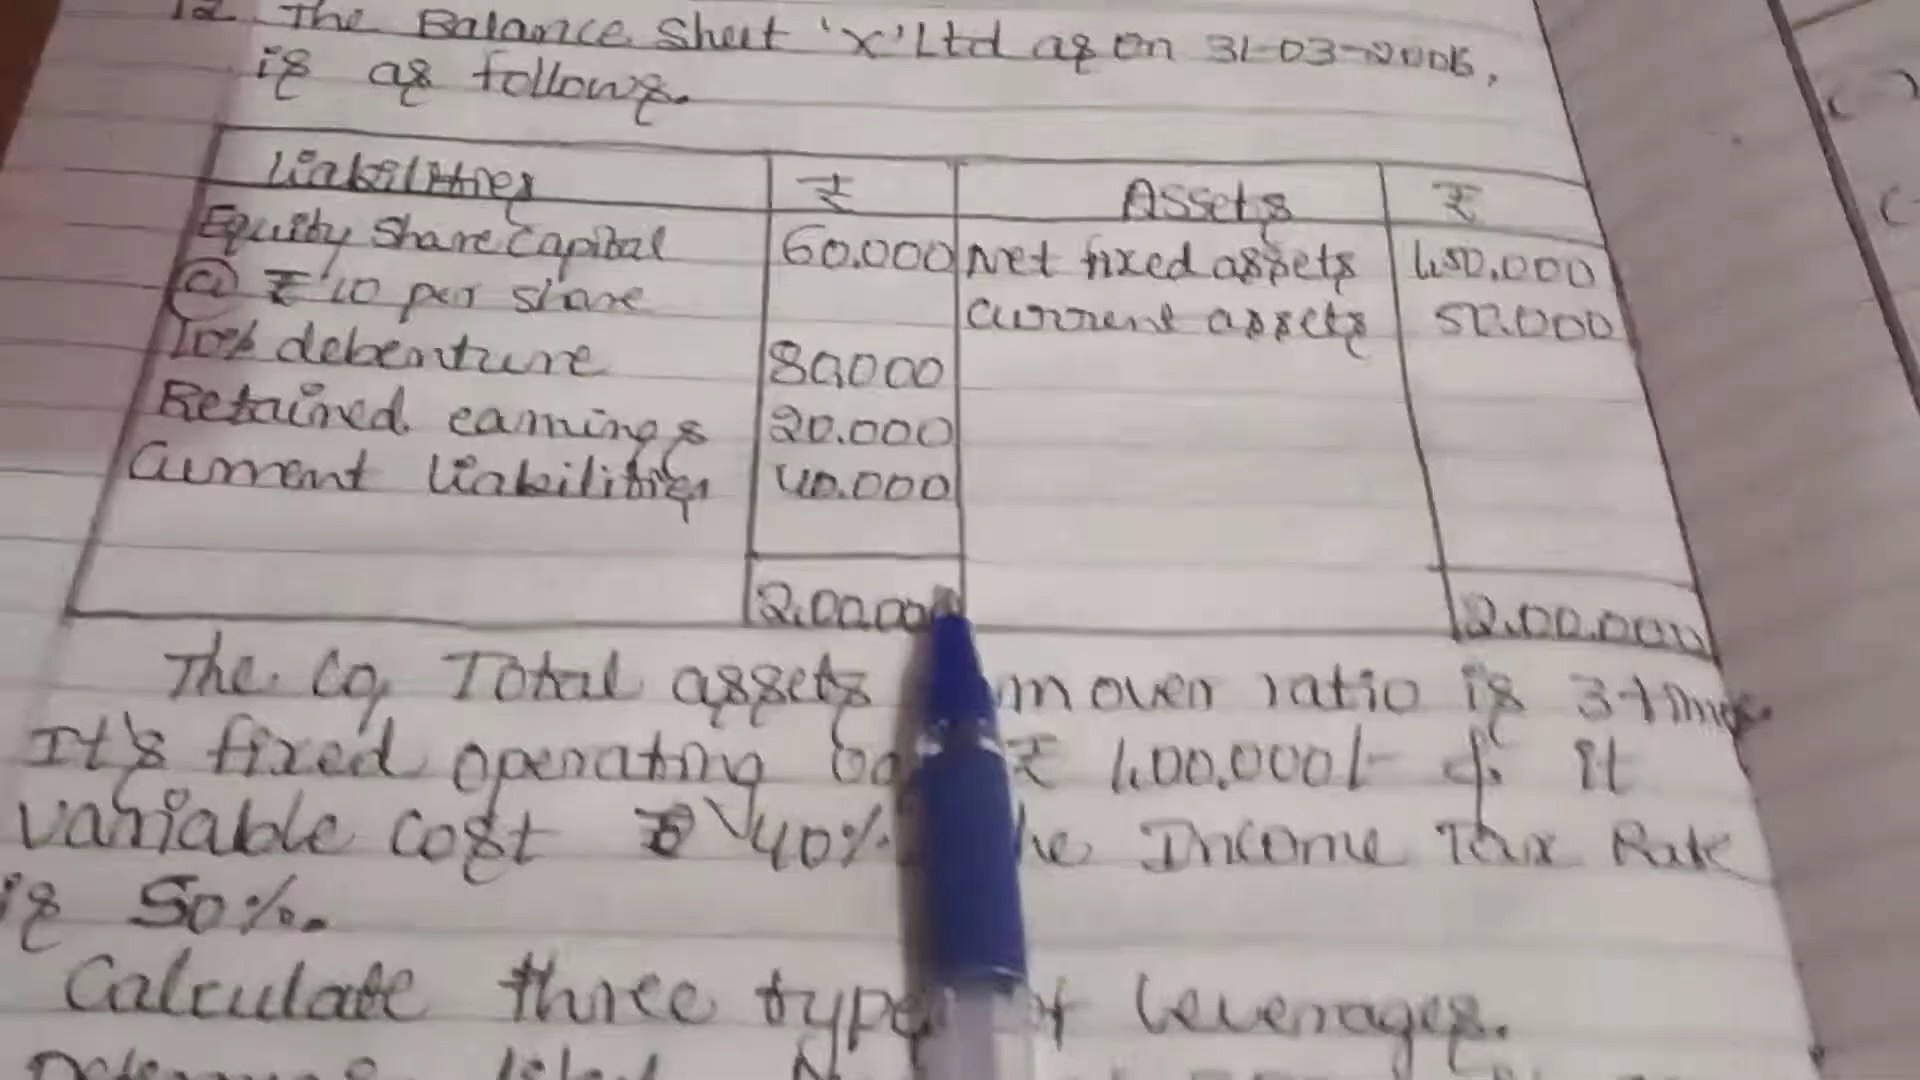 12 The Balance Sheet 'X' Ltd as on 31-03-2006,
is as follows.
Liabilities ₹ Assets ₹
Equity Share Capital 60.000 Net fixed assets 1,50,000
@ ₹ 10 per share Current assets 50.000
10% debenture 80,000
Retained earnings 20.000
Current liabilities 40.000
2,00,000 2,00,000
The Co, Total assets over ratio is 3 times.
It's fixed operating ₹ 1,00,000/- & it
variable cost 40% Income Tax Rate
is 50%.
Calculate three type of leverages.